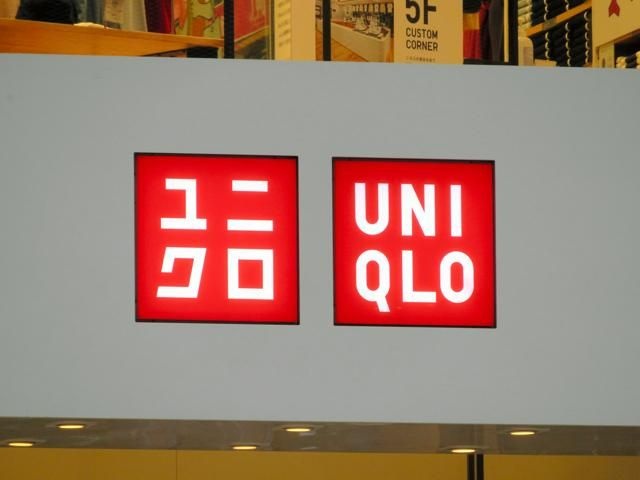 5F
CUSTOM
CORNER
ユニ
クロ
UNI
QLO